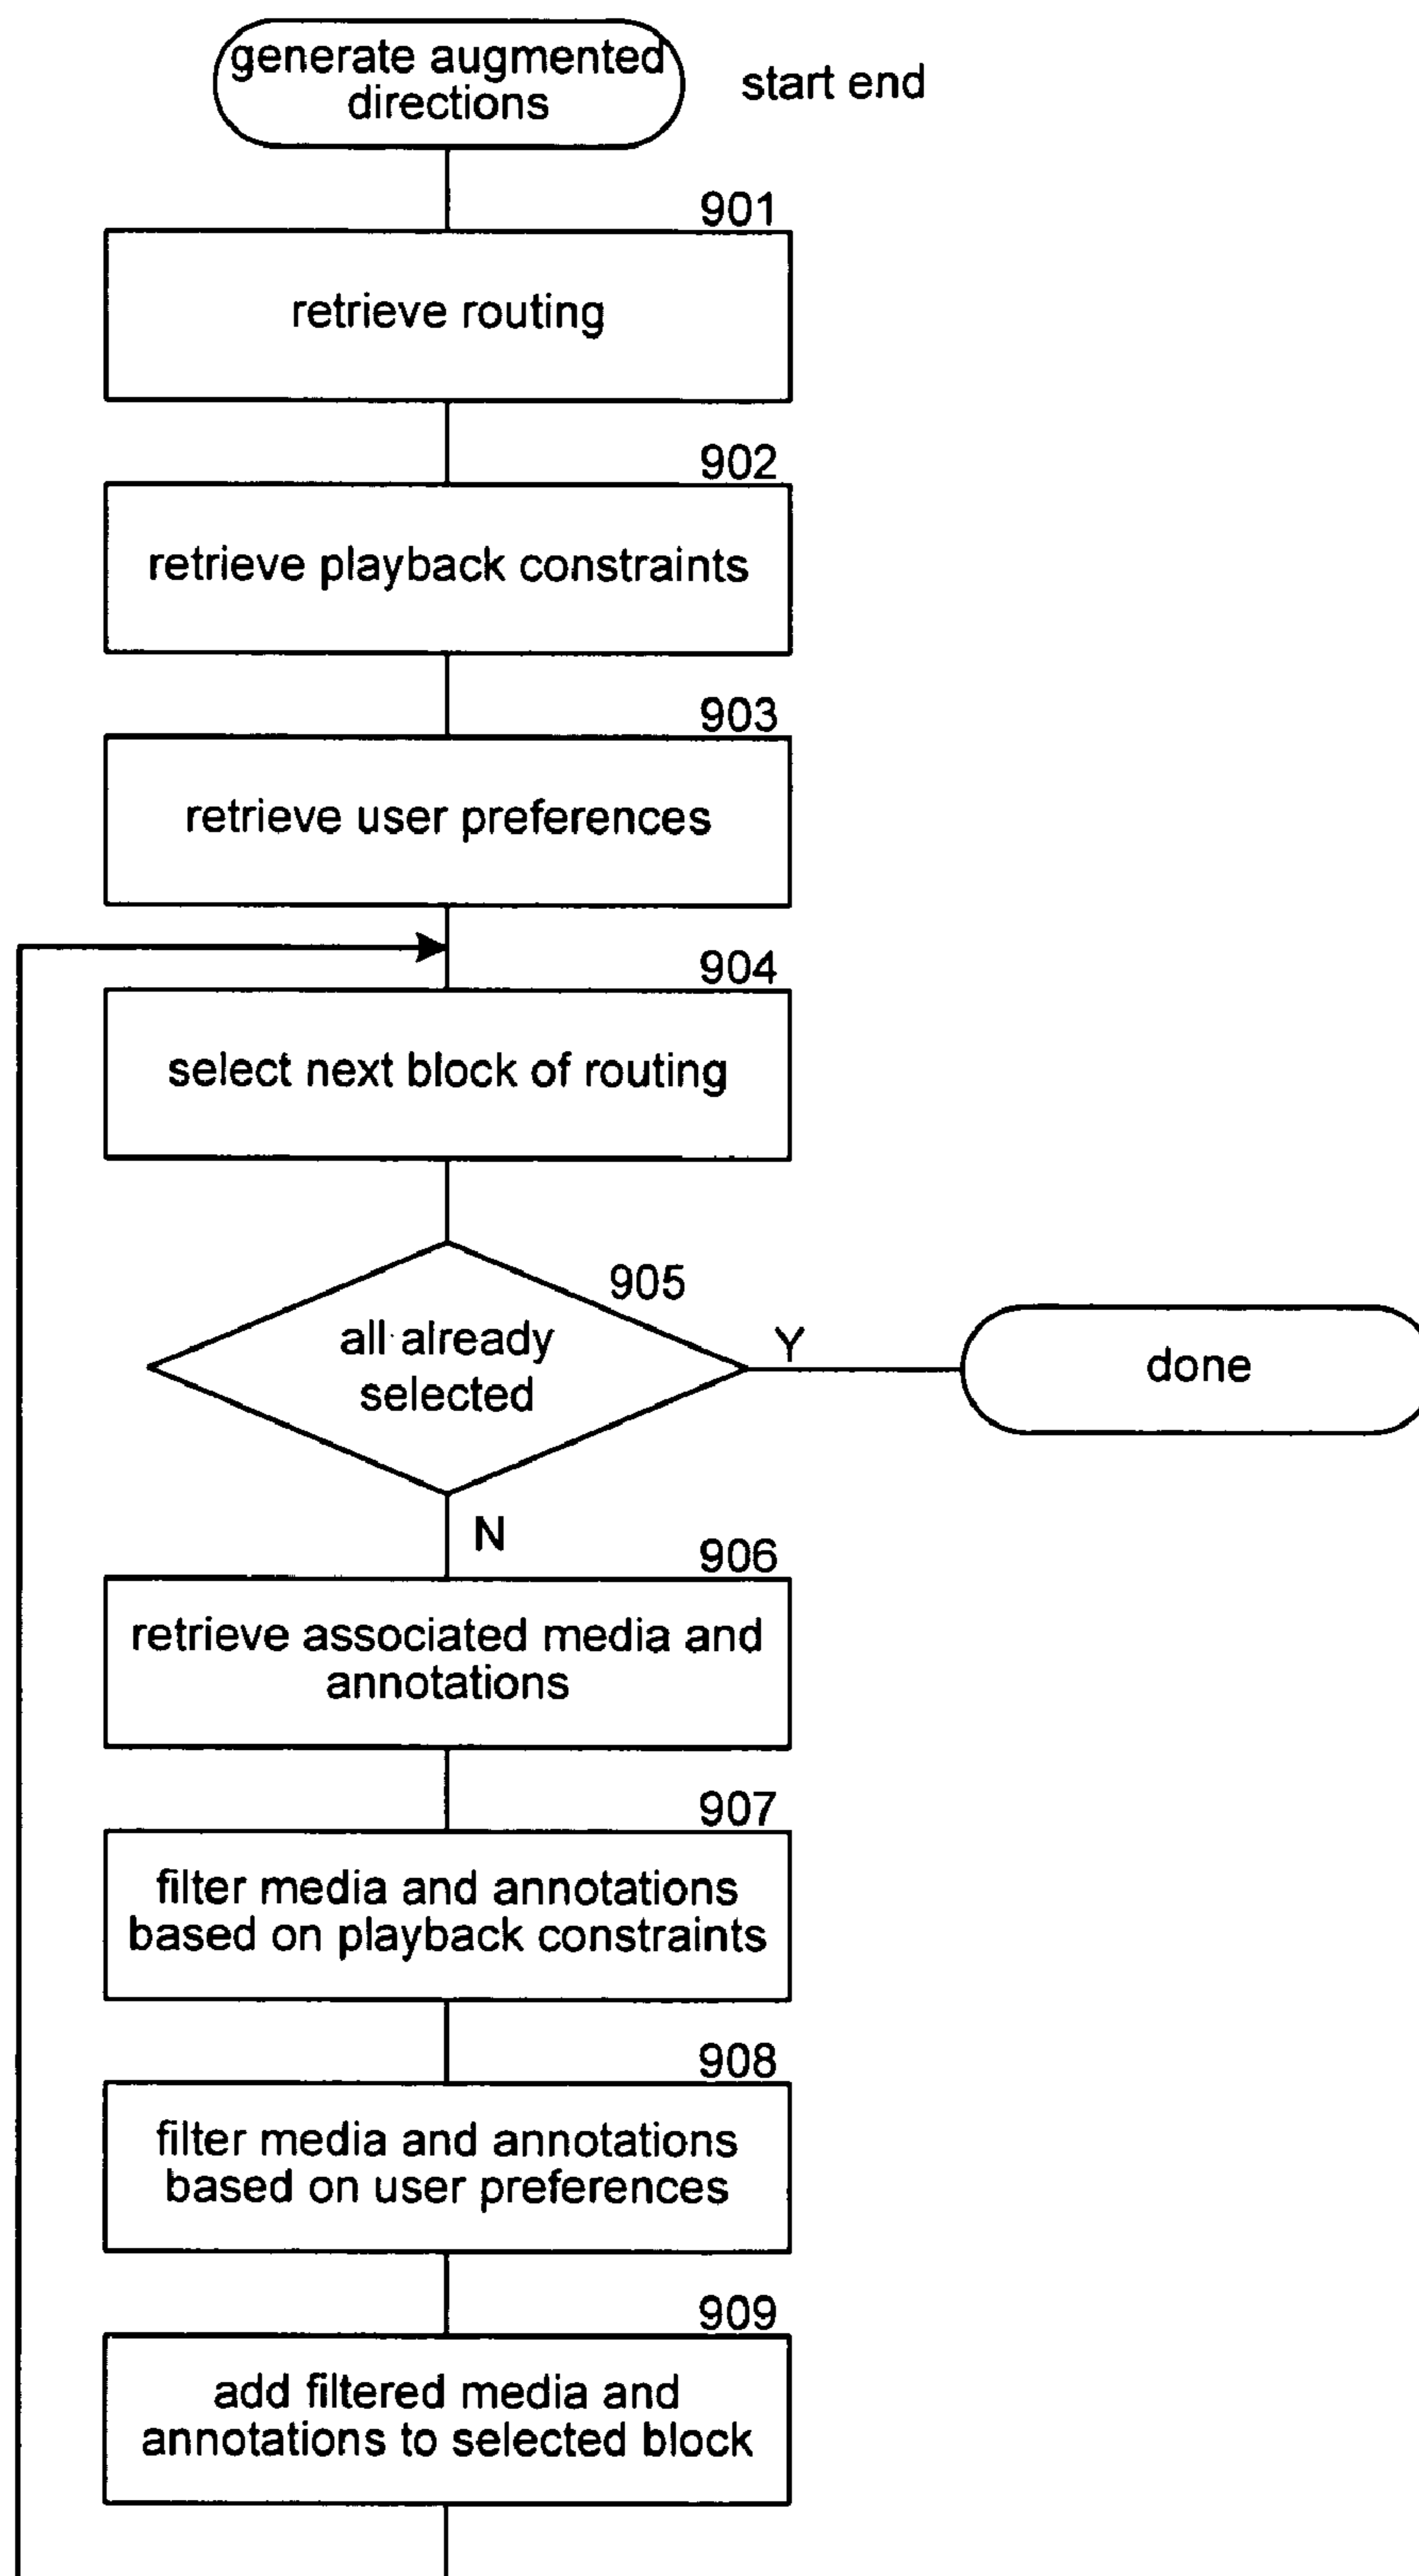 generate augmented
directions
start end
901
retrieve routing
902
retrieve playback constraints
903
retrieve user preferences
904
select next block of routing
905
all already
selected
Y
done
N
906
retrieve associated media and
annotations
907
filter media and annotations
based on playback constraints
908
filter media and annotations
based on user preferences
909
add filtered media and
annotations to selected block